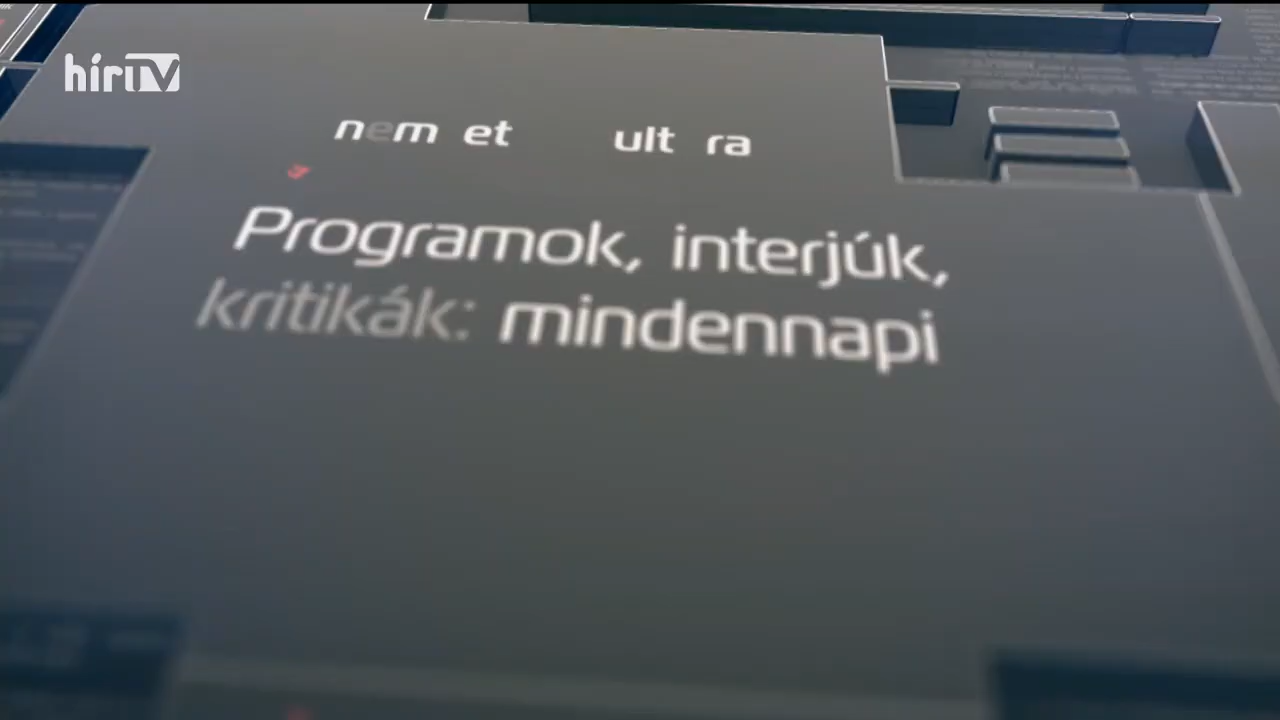 hírTV
nem et ult ra
Programok, interjúk,
kritikák: mindennapi